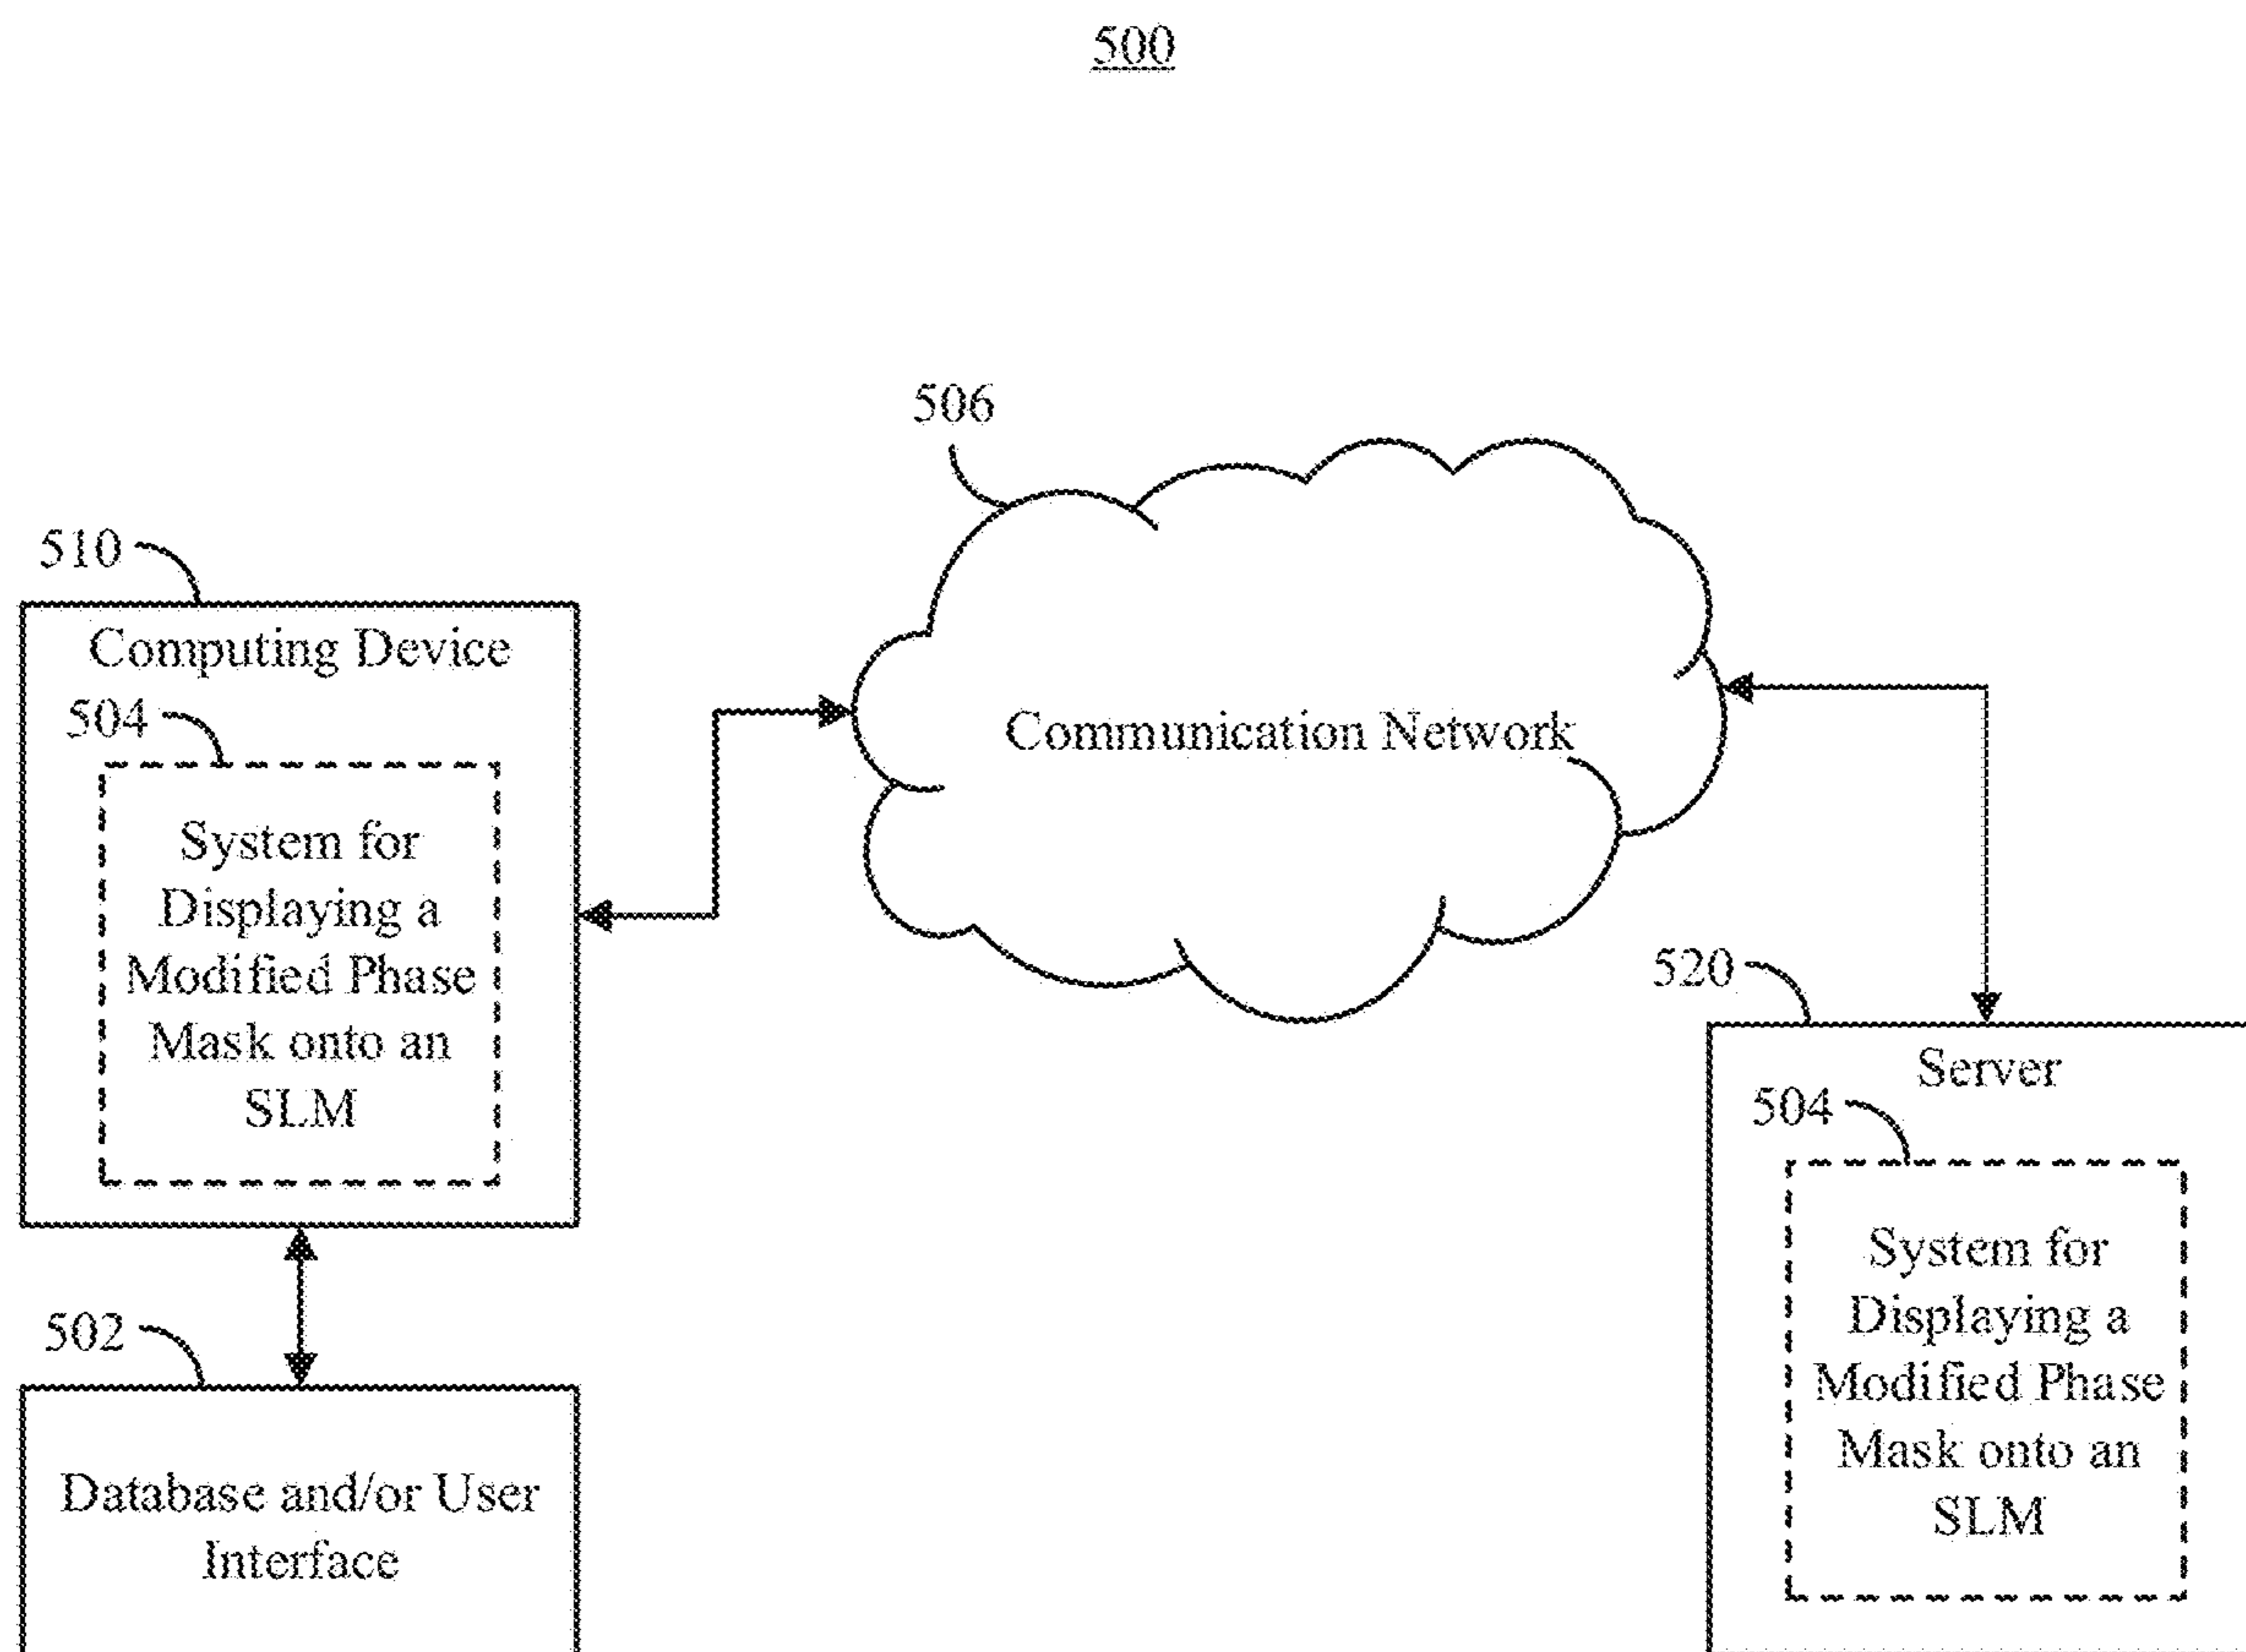 500
506
510
Computing Device
504
System for
Displaying a
Modified Phase
Mask onto an
SLM
Communication Network
520
Server
504
System for
Displaying a
Modified Phase
Mask onto an
SLM
502
Database and/or User
Interface